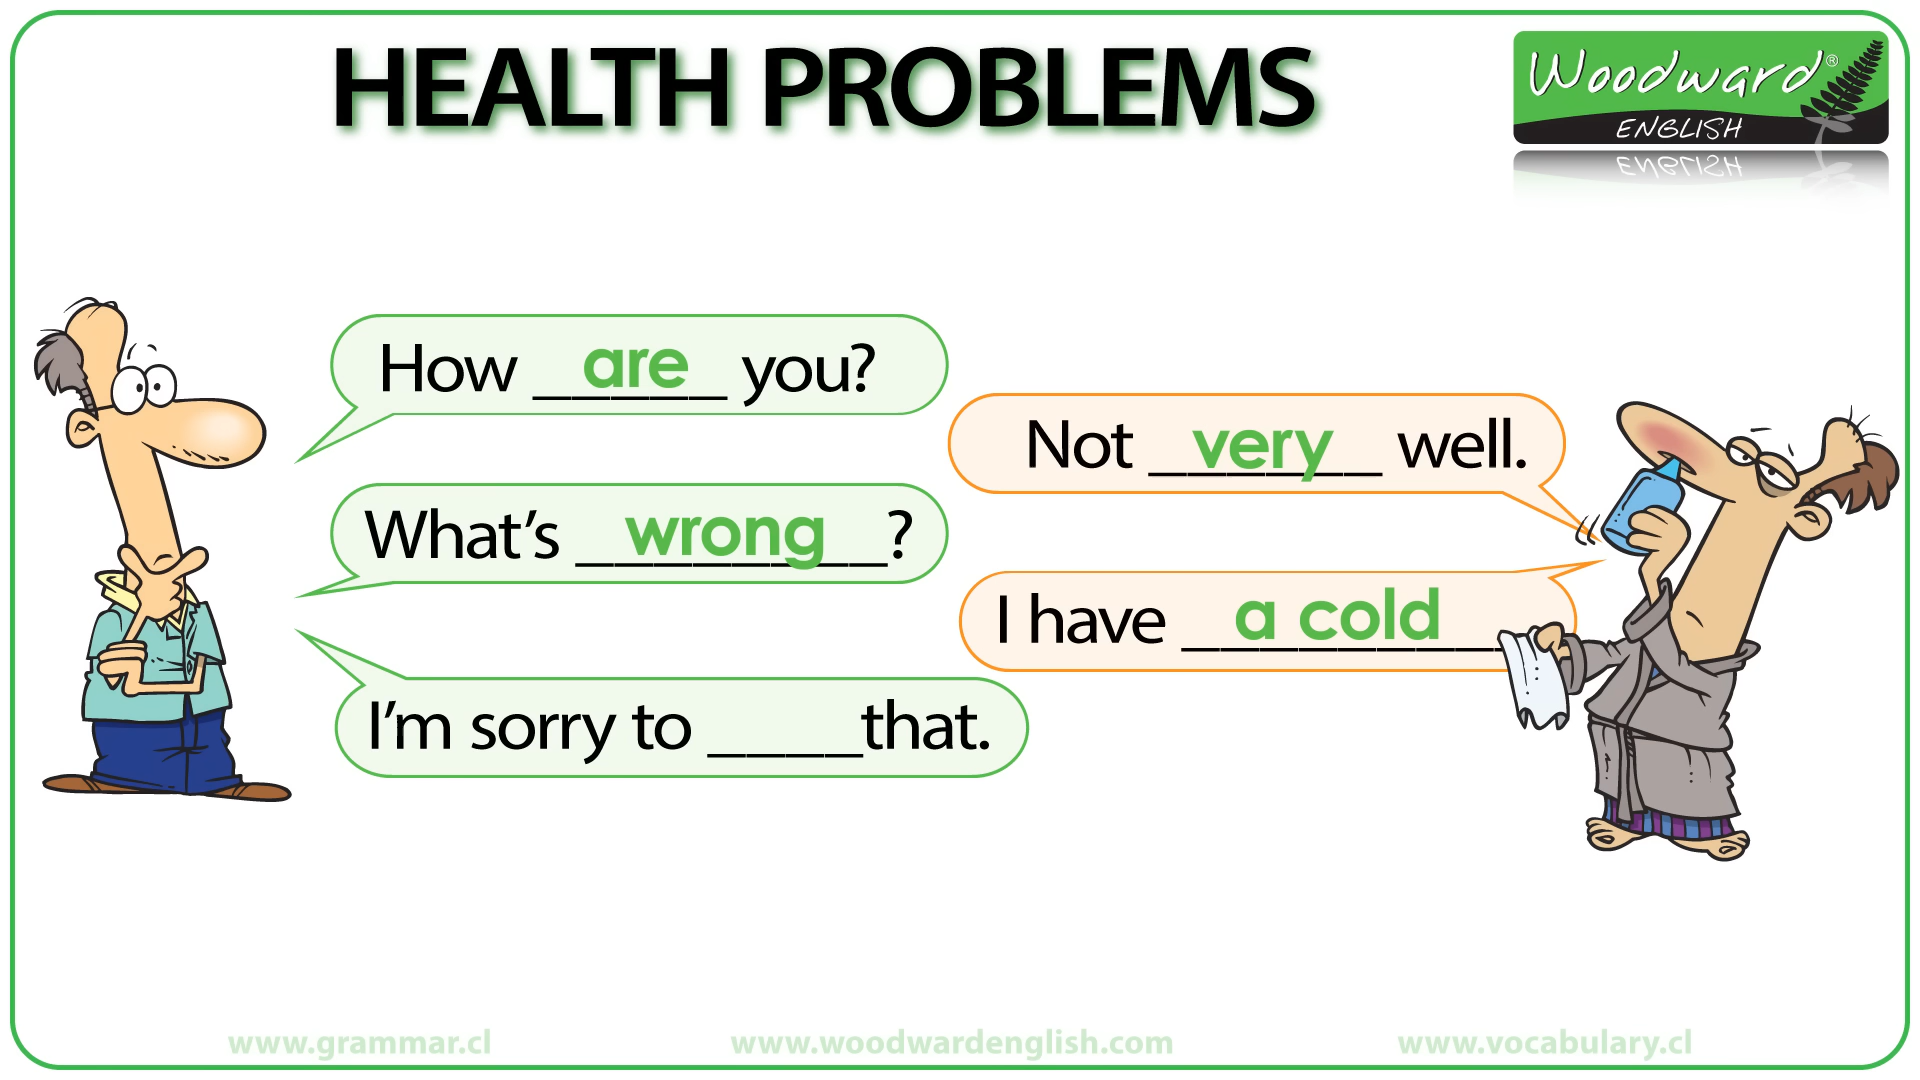 HEALTH PROBLEMS
Woodward®
ENGLISH
How are you?
Not very well.
What's wrong?
I have a cold
I'm sorry to _____that.
www.grammar.cl
www.woodwardenglish.com
www.vocabulary.cl